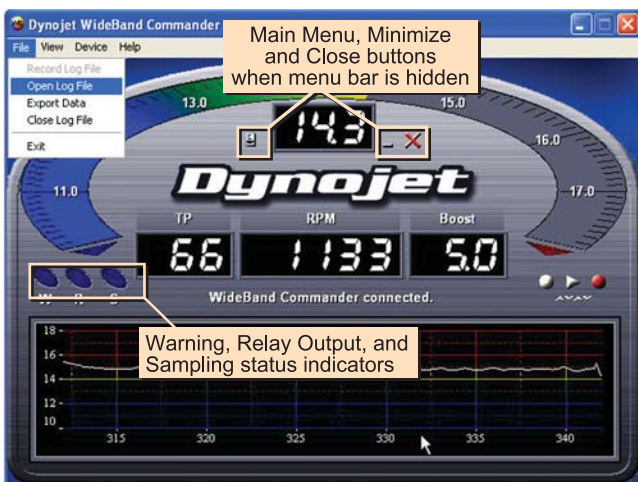 Dynojet WideBand Commander
File View Device Help
Record Log File
Open Log File
Export Data
Close Log File
Exit
Main Menu, Minimize
and Close buttons
when menu bar is hidden
11.0
13.0
14.3
15.0
16.0
17.0
Dynojet
TP RPM Boost
66 1133 5.0
W R S
WideBand Commander connected.
Warning, Relay Output, and
Sampling status indicators
18
16
14
12
10
315 320 325 330 335 340